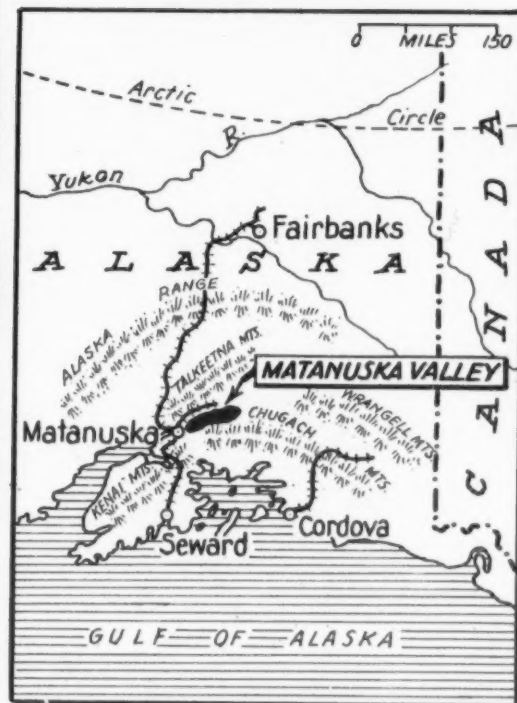 0 MILES 150
Arctic Circle
Yukon R.
Fairbanks
ALASKA
CANADA
ALASKA RANGE
TALKEETNA MTS.
MATANUSKA VALLEY
WRANGELL MTS.
Matanuska
CHUGACH MTS.
KENAI MTS.
Seward
Cordova
GULF OF ALASKA